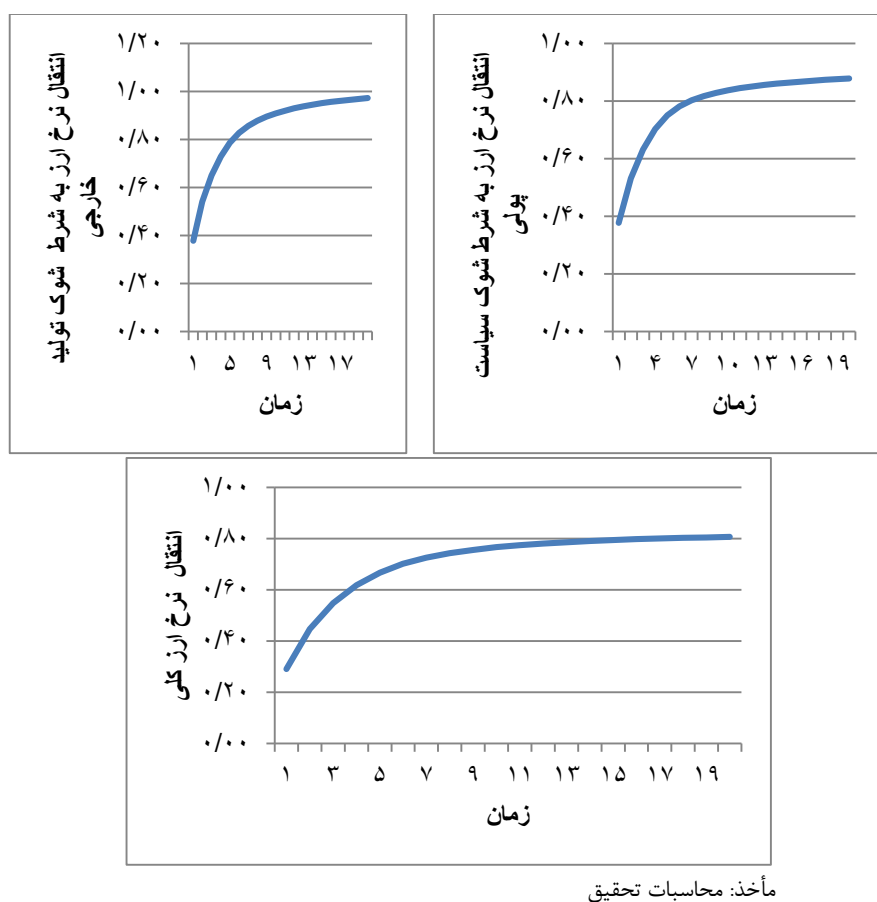 انتقال نرخ ارز به شرط شوک سیاست
پولی
۱/۰۰
۰/۸۰
۰/۶۰
۰/۴۰
۰/۲۰
۰/۰۰
۱ ۴ ۷ ۱۰ ۱۳ ۱۶ ۱۹
زمان
انتقال نرخ ارز به شرط شوک تولید
خارجی
۱/۲۰
۱/۰۰
۰/۸۰
۰/۶۰
۰/۴۰
۰/۲۰
۰/۰۰
۱ ۵ ۹ ۱۳ ۱۷
زمان
انتقال نرخ ارز کلی
۱/۰۰
۰/۸۰
۰/۶۰
۰/۴۰
۰/۲۰
۰/۰۰
۱ ۳ ۵ ۷ ۹ ۱۱ ۱۳ ۱۵ ۱۷ ۱۹
زمان
مأخذ: محاسبات تحقیق